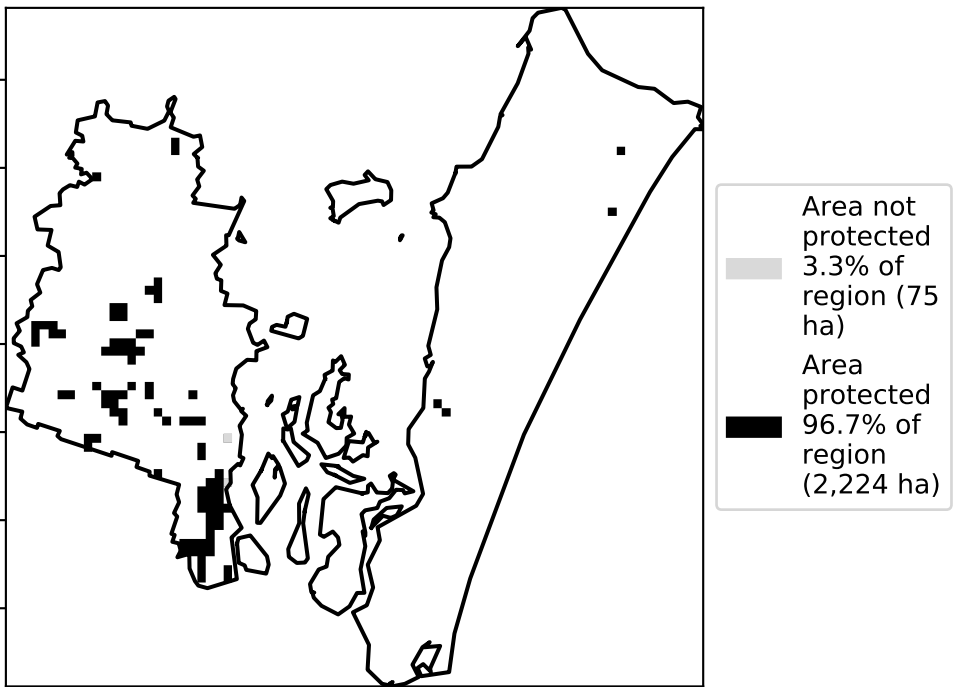 Area not
protected
3.3% of
region (75
ha)
Area
protected
96.7% of
region
(2,224 ha)